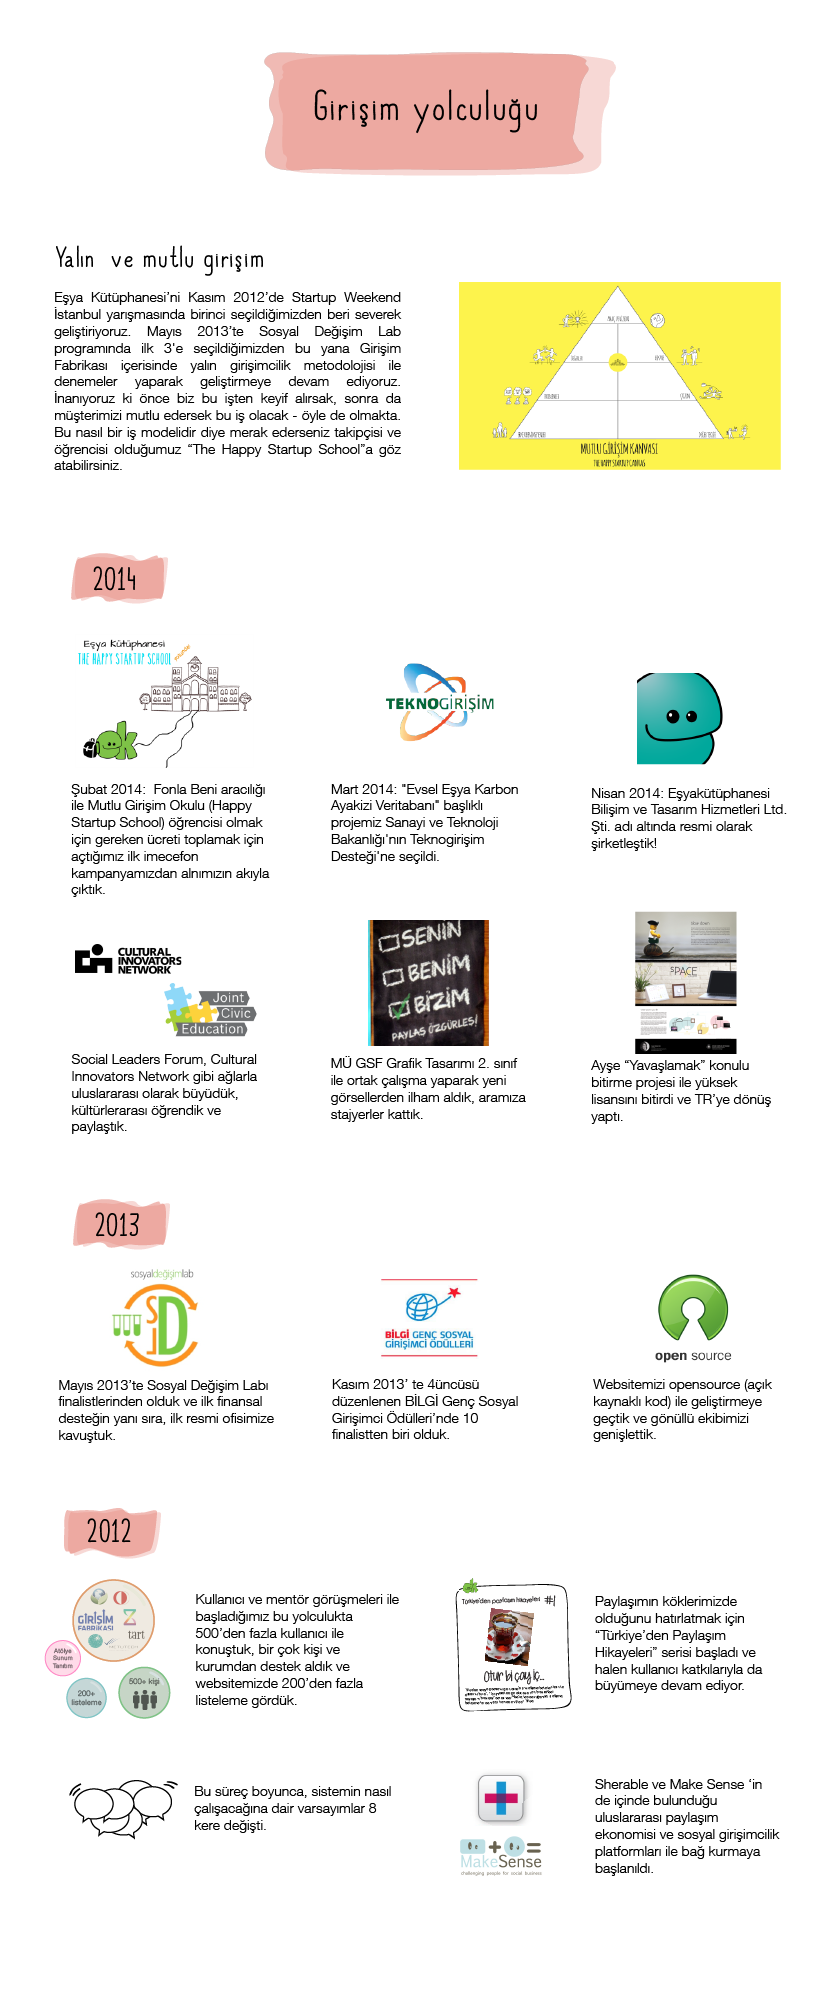 Girişim yolculuğu
Yalın ve mutlu girişim
Eşya Kütüphanesi’ni Kasım 2012’de Startup Weekend
İstanbul yarışmasında birinci seçildiğimizden beri severek
geliştiriyoruz. Mayıs 2013’te Sosyal Değişim Lab
programında ilk 3'e seçildiğimizden bu yana Girişim
Fabrikası içerisinde yalın girişimcilik metodolojisi ile
denemeler yaparak geliştirmeye devam ediyoruz.
İnanıyoruz ki önce biz bu işten keyif alırsak, sonra da
müşterimizi mutlu edersek bu iş olacak - öyle de olmakta.
Bu nasıl bir iş modelidir diye merak ederseniz takipçisi ve
öğrencisi olduğumuz “The Happy Startup School”a göz
atabilirsiniz.
MUTLU GİRİŞİM KANVASI
THE HAPPY STARTUP CANVAS
2014
Eşya Kütüphanesi
THE HAPPY STARTUP SCHOOL
TEKNOGİRİŞİM
Şubat 2014:  Fonla Beni aracılığı
ile Mutlu Girişim Okulu (Happy
Startup School) öğrencisi olmak
için gereken ücreti toplamak için
açtığımız ilk imecefon
kampanyamızdan alnımızın akıyla
çıktık.
Mart 2014: "Evsel Eşya Karbon
Ayakizi Veritabanı" başlıklı
projemiz Sanayi ve Teknoloji
Bakanlığı'nın Teknogirişim
Desteği'ne seçildi.
Nisan 2014: Eşyakütüphanesi
Bilişim ve Tasarım Hizmetleri Ltd.
Şti. adı altında resmi olarak
şirketleştik!
CULTURAL
INNOVATORS
NETWORK
Joint
Civic
Education
SENİN
BENİM
BİZİM
PAYLAŞ ÖZGÜRLEŞ!
SPACE
Social Leaders Forum, Cultural
Innovators Network gibi ağlarla
uluslararası olarak büyüdük,
kültürlerarası öğrendik ve
paylaştık.
MÜ GSF Grafik Tasarımı 2. sınıf
ile ortak çalışma yaparak yeni
görsellerden ilham aldık, aramıza
stajyerler kattık.
Ayşe “Yavaşlamak” konulu
bitirme projesi ile yüksek
lisansını bitirdi ve TR’ye dönüş
yaptı.
2013
sosyaldeğişimlab
BİLGİ GENÇ SOSYAL
GİRİŞİMCİ ÖDÜLLERİ
open source
Mayıs 2013’te Sosyal Değişim Labı
finalistlerinden olduk ve ilk finansal
desteğin yanı sıra, ilk resmi ofisimize
kavuştuk.
Kasım 2013’ te 4üncüsü
düzenlenen BİLGİ Genç Sosyal
Girişimci Ödülleri’nde 10
finalistten biri olduk.
Websitemizi opensource (açık
kaynaklı kod) ile geliştirmeye
geçtik ve gönüllü ekibimizi
genişlettik.
2012
GİRİŞİM
FABRİKASI
tart
Atölye
Sunum
Tanıtım
200+
listeleme
500+ kişi
Kullanıcı ve mentör görüşmeleri ile
başladığımız bu yolculukta
500’den fazla kullanıcı ile
konuştuk, bir çok kişi ve
kurumdan destek aldık ve
websitemizde 200’den fazla
listeleme gördük.
Türkiye'den paylaşım hikayeleri #1
Otur bi çay iç...
Paylaşımın köklerimizde
olduğunu hatırlatmak için
“Türkiye’den Paylaşım
Hikayeleri” serisi başladı ve
halen kullanıcı katkılarıyla da
büyümeye devam ediyor.
Bu süreç boyunca, sistemin nasıl
çalışacağına dair varsayımlar 8
kere değişti.
MakeSense
challenging people for social business
Sherable ve Make Sense ‘in
de içinde bulunduğu
uluslararası paylaşım
ekonomisi ve sosyal girişimcilik
platformları ile bağ kurmaya
başlanıldı.